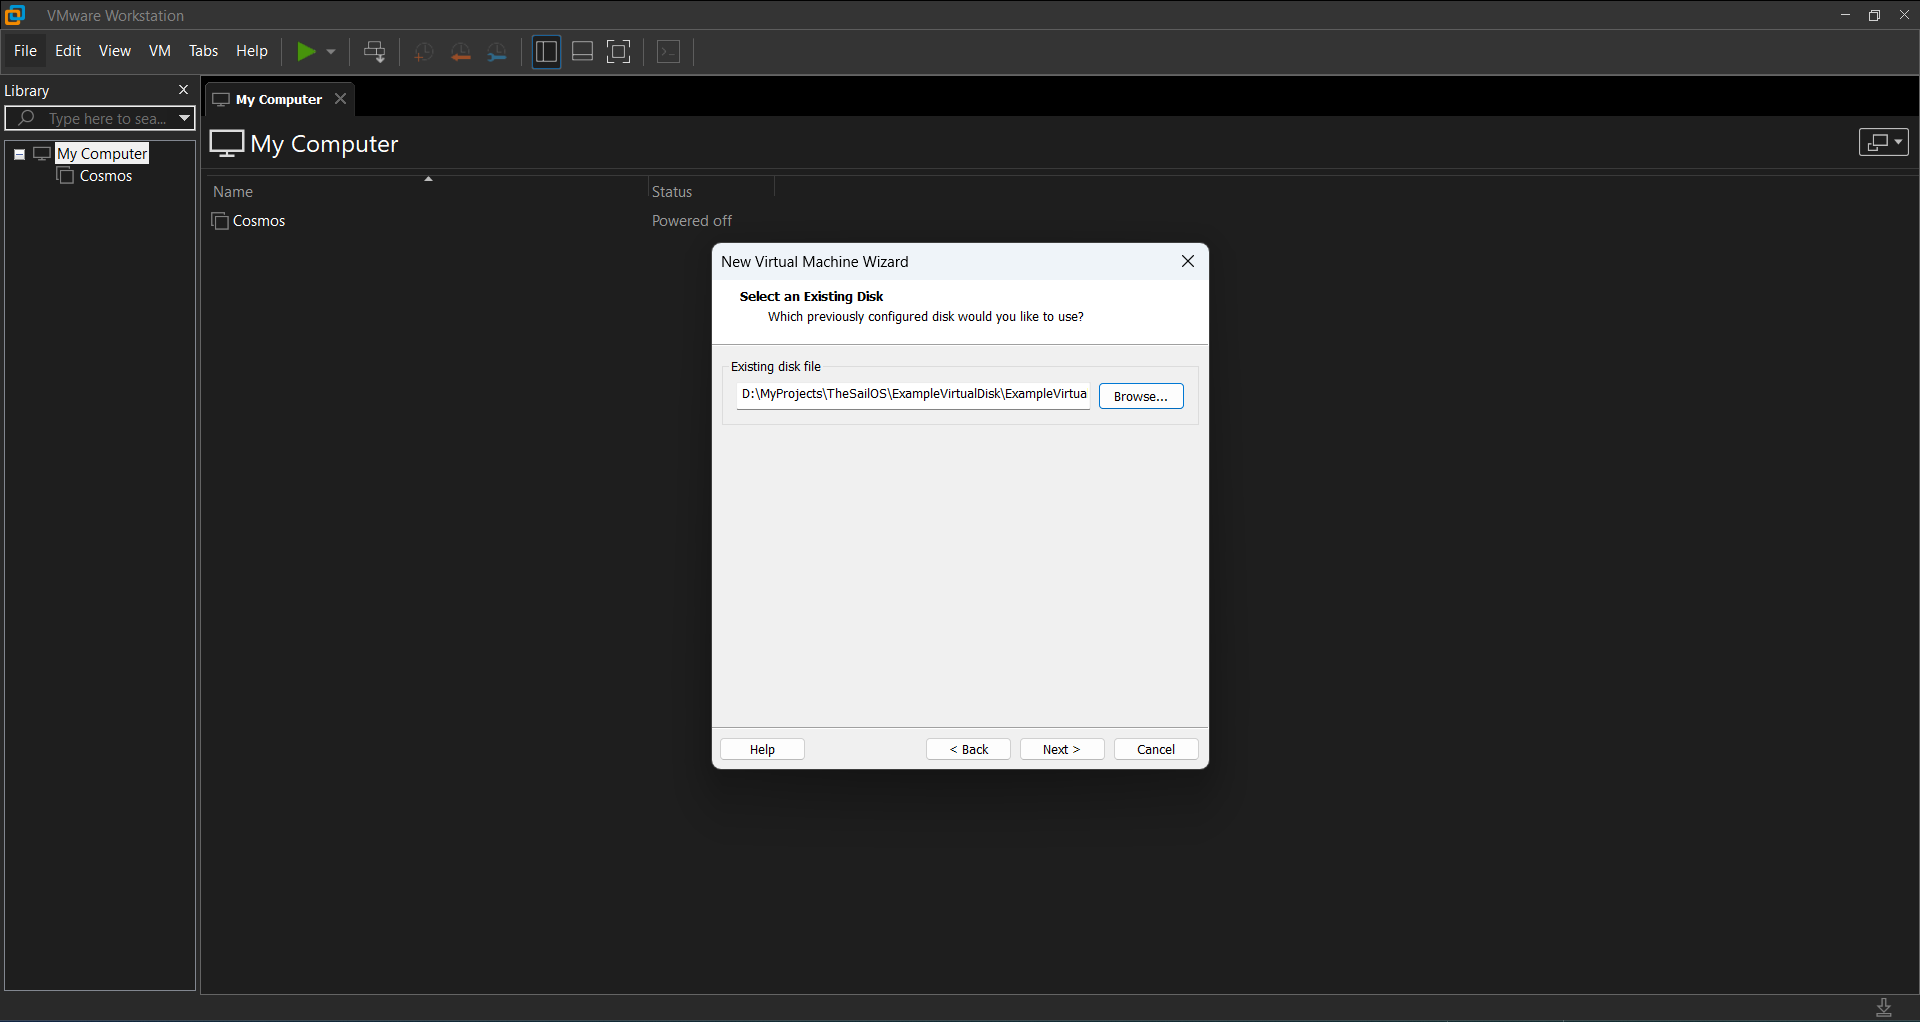 VMware Workstation
File Edit View VM Tabs Help
Library
Type here to sea...
My Computer
Cosmos
My Computer
My Computer
Name Status
Cosmos Powered off
New Virtual Machine Wizard
Select an Existing Disk
Which previously configured disk would you like to use?
Existing disk file
D:\MyProjects\TheSailOS\ExampleVirtualDisk\ExampleVirtua
Browse...
Help < Back Next > Cancel